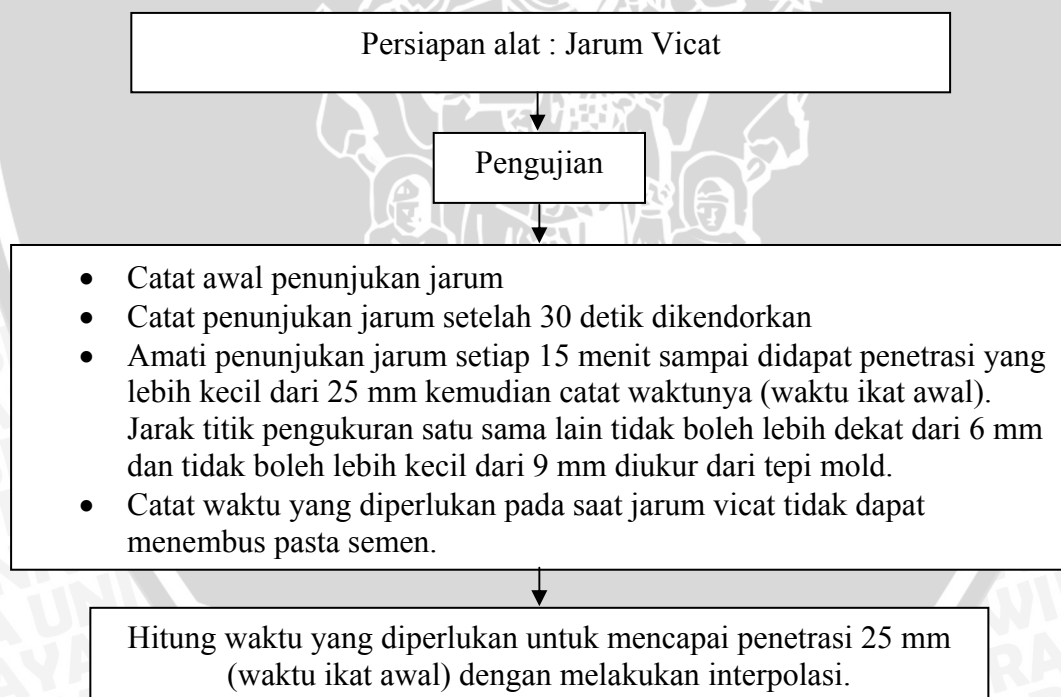 Persiapan alat : Jarum Vicat
Pengujian
• Catat awal penunjukan jarum
• Catat penunjukan jarum setelah 30 detik dikendorkan
• Amati penunjukan jarum setiap 15 menit sampai didapat penetrasi yang
lebih kecil dari 25 mm kemudian catat waktunya (waktu ikat awal).
Jarak titik pengukuran satu sama lain tidak boleh lebih dekat dari 6 mm
dan tidak boleh lebih kecil dari 9 mm diukur dari tepi mold.
• Catat waktu yang diperlukan pada saat jarum vicat tidak dapat
menembus pasta semen.
Hitung waktu yang diperlukan untuk mencapai penetrasi 25 mm
(waktu ikat awal) dengan melakukan interpolasi.